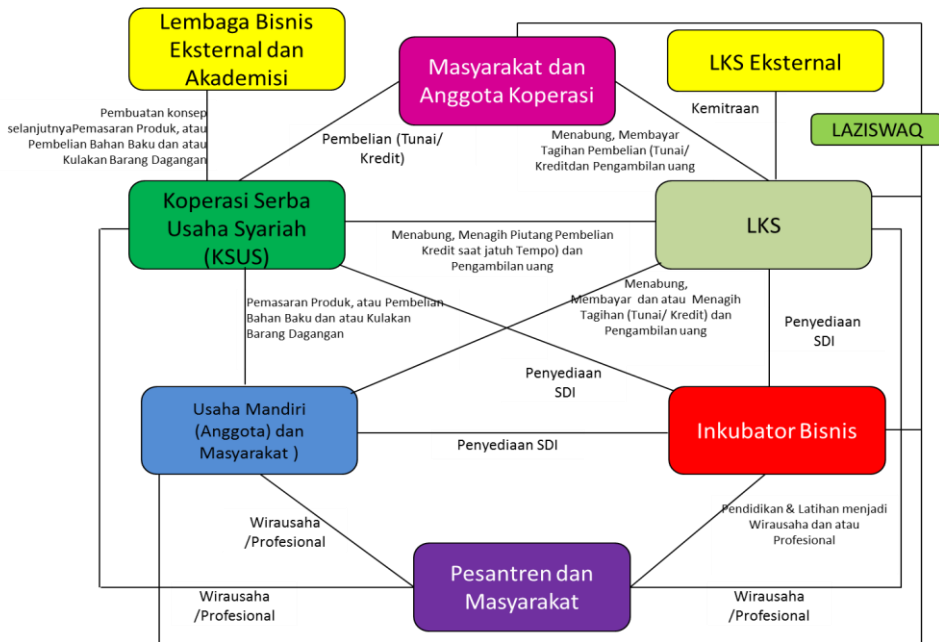 Lembaga Bisnis
Eksternal dan
Akademisi
Masyarakat dan
Anggota Koperasi
LKS Eksternal
LAZISWAQ
Pembuatan konsep
selanjutnyaPemasaran Produk, atau
Pembelian Bahan Baku dan atau
Kulakan Barang Dagangan
Pembelian (Tunai/
Kredit)
Menabung, Membayar
Tagihan Pembelian (Tunai/
Kreditdan Pengambilan uang
Kemitraan
Koperasi Serba
Usaha Syariah
(KSUS)
LKS
Menabung, Menagih Piutang Pembelian
Kredit saat jatuh Tempo) dan
Pengambilan uang
Pemasaran Produk, atau Pembelian
Bahan Baku dan atau Kulakan
Barang Dagangan
Menabung,
Membayar dan atau Menagih
Tagihan (Tunai/ Kredit) dan
Pengambilan uang
Penyediaan
SDI
Penyediaan
SDI
Usaha Mandiri
(Anggota) dan
Masyarakat )
Penyediaan SDI
Inkubator Bisnis
Wirausaha
/Profesional
Pendidikan & Latihan menjadi
Wirausaha dan atau
Profesional
Pesantren dan
Masyarakat
Wirausaha
/Profesional
Wirausaha
/Profesional